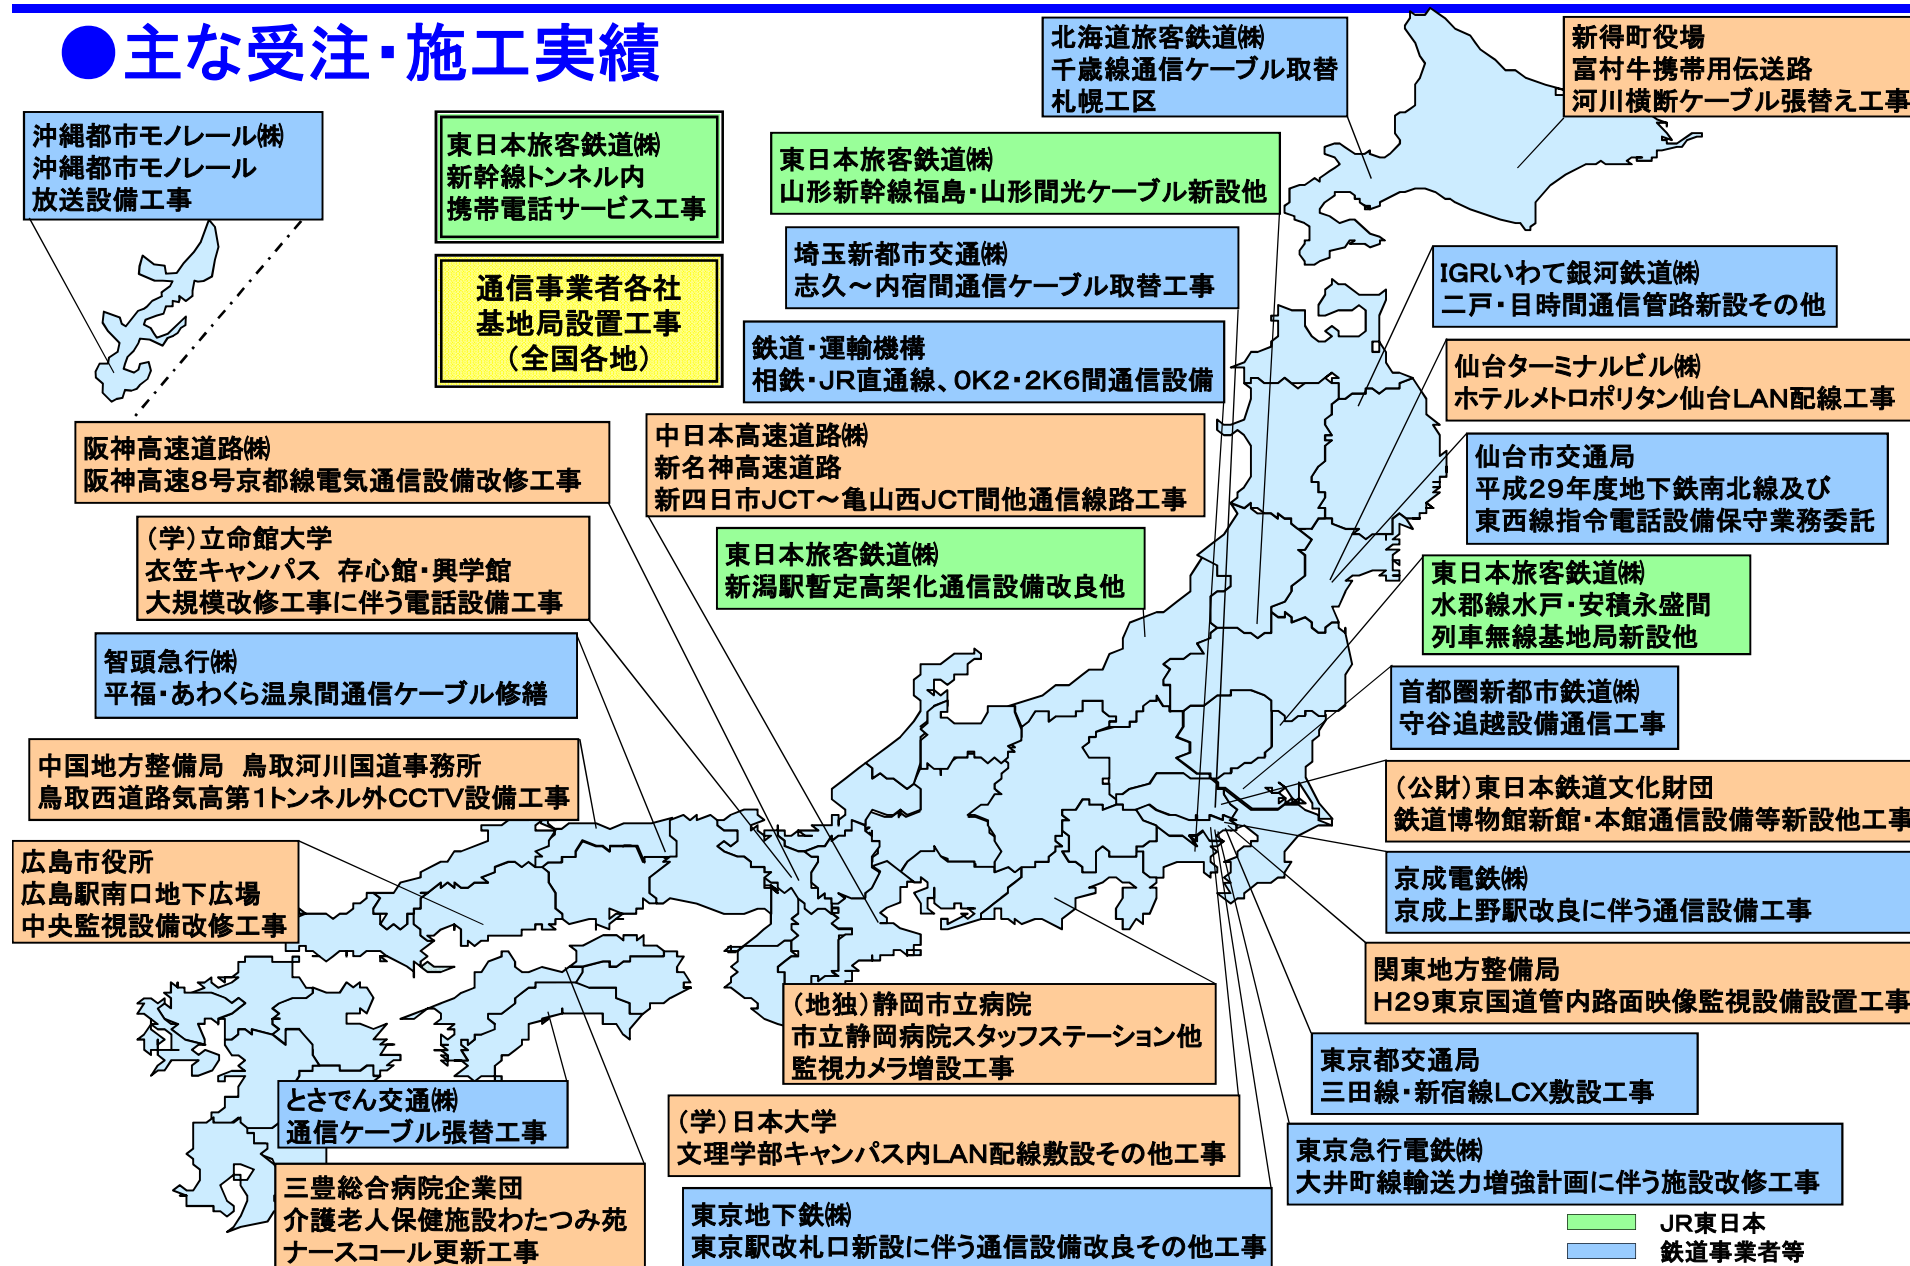 ●主な受注・施工実績
北海道旅客鉄道㈱
千歳線通信ケーブル取替
札幌工区
新得町役場
富村牛携帯用伝送路
河川横断ケーブル張替え工事
沖縄都市モノレール㈱
沖縄都市モノレール
放送設備工事
東日本旅客鉄道㈱
新幹線トンネル内
携帯電話サービス工事
東日本旅客鉄道㈱
山形新幹線福島・山形間光ケーブル新設他
埼玉新都市交通㈱
志久～内宿間通信ケーブル取替工事
IGRいわて銀河鉄道㈱
二戸・目時間通信管路新設その他
通信事業者各社
基地局設置工事
（全国各地）
鉄道・運輸機構
相鉄・JR直通線、0K2・2K6間通信設備
仙台ターミナルビル㈱
ホテルメトロポリタン仙台LAN配線工事
阪神高速道路㈱
阪神高速8号京都線電気通信設備改修工事
中日本高速道路㈱
新名神高速道路
新四日市JCT～亀山西JCT間他通信線路工事
仙台市交通局
平成29年度地下鉄南北線及び
東西線指令電話設備保守業務委託
（学）立命館大学
衣笠キャンパス　存心館・興学館
大規模改修工事に伴う電話設備工事
東日本旅客鉄道㈱
新潟駅暫定高架化通信設備改良他
東日本旅客鉄道㈱
水郡線水戸・安積永盛間
列車無線基地局新設他
智頭急行㈱
平福・あわくら温泉間通信ケーブル修繕
首都圏新都市鉄道㈱
守谷追越設備通信工事
中国地方整備局　鳥取河川国道事務所
鳥取西道路気高第1トンネル外CCTV設備工事
（公財）東日本鉄道文化財団
鉄道博物館新館・本館通信設備等新設他工事
広島市役所
広島駅南口地下広場
中央監視設備改修工事
京成電鉄㈱
京成上野駅改良に伴う通信設備工事
関東地方整備局
H29東京国道管内路面映像監視設備設置工事
（地独）静岡市立病院
市立静岡病院スタッフステーション他
監視カメラ増設工事
東京都交通局
三田線・新宿線LCX敷設工事
とさでん交通㈱
通信ケーブル張替工事
（学）日本大学
文理学部キャンパス内LAN配線敷設その他工事
東京急行電鉄㈱
大井町線輸送力増強計画に伴う施設改修工事
三豊総合病院企業団
介護老人保健施設わたつみ苑
ナースコール更新工事
東京地下鉄㈱
東京駅改札口新設に伴う通信設備改良その他工事
JR東日本
鉄道事業者等